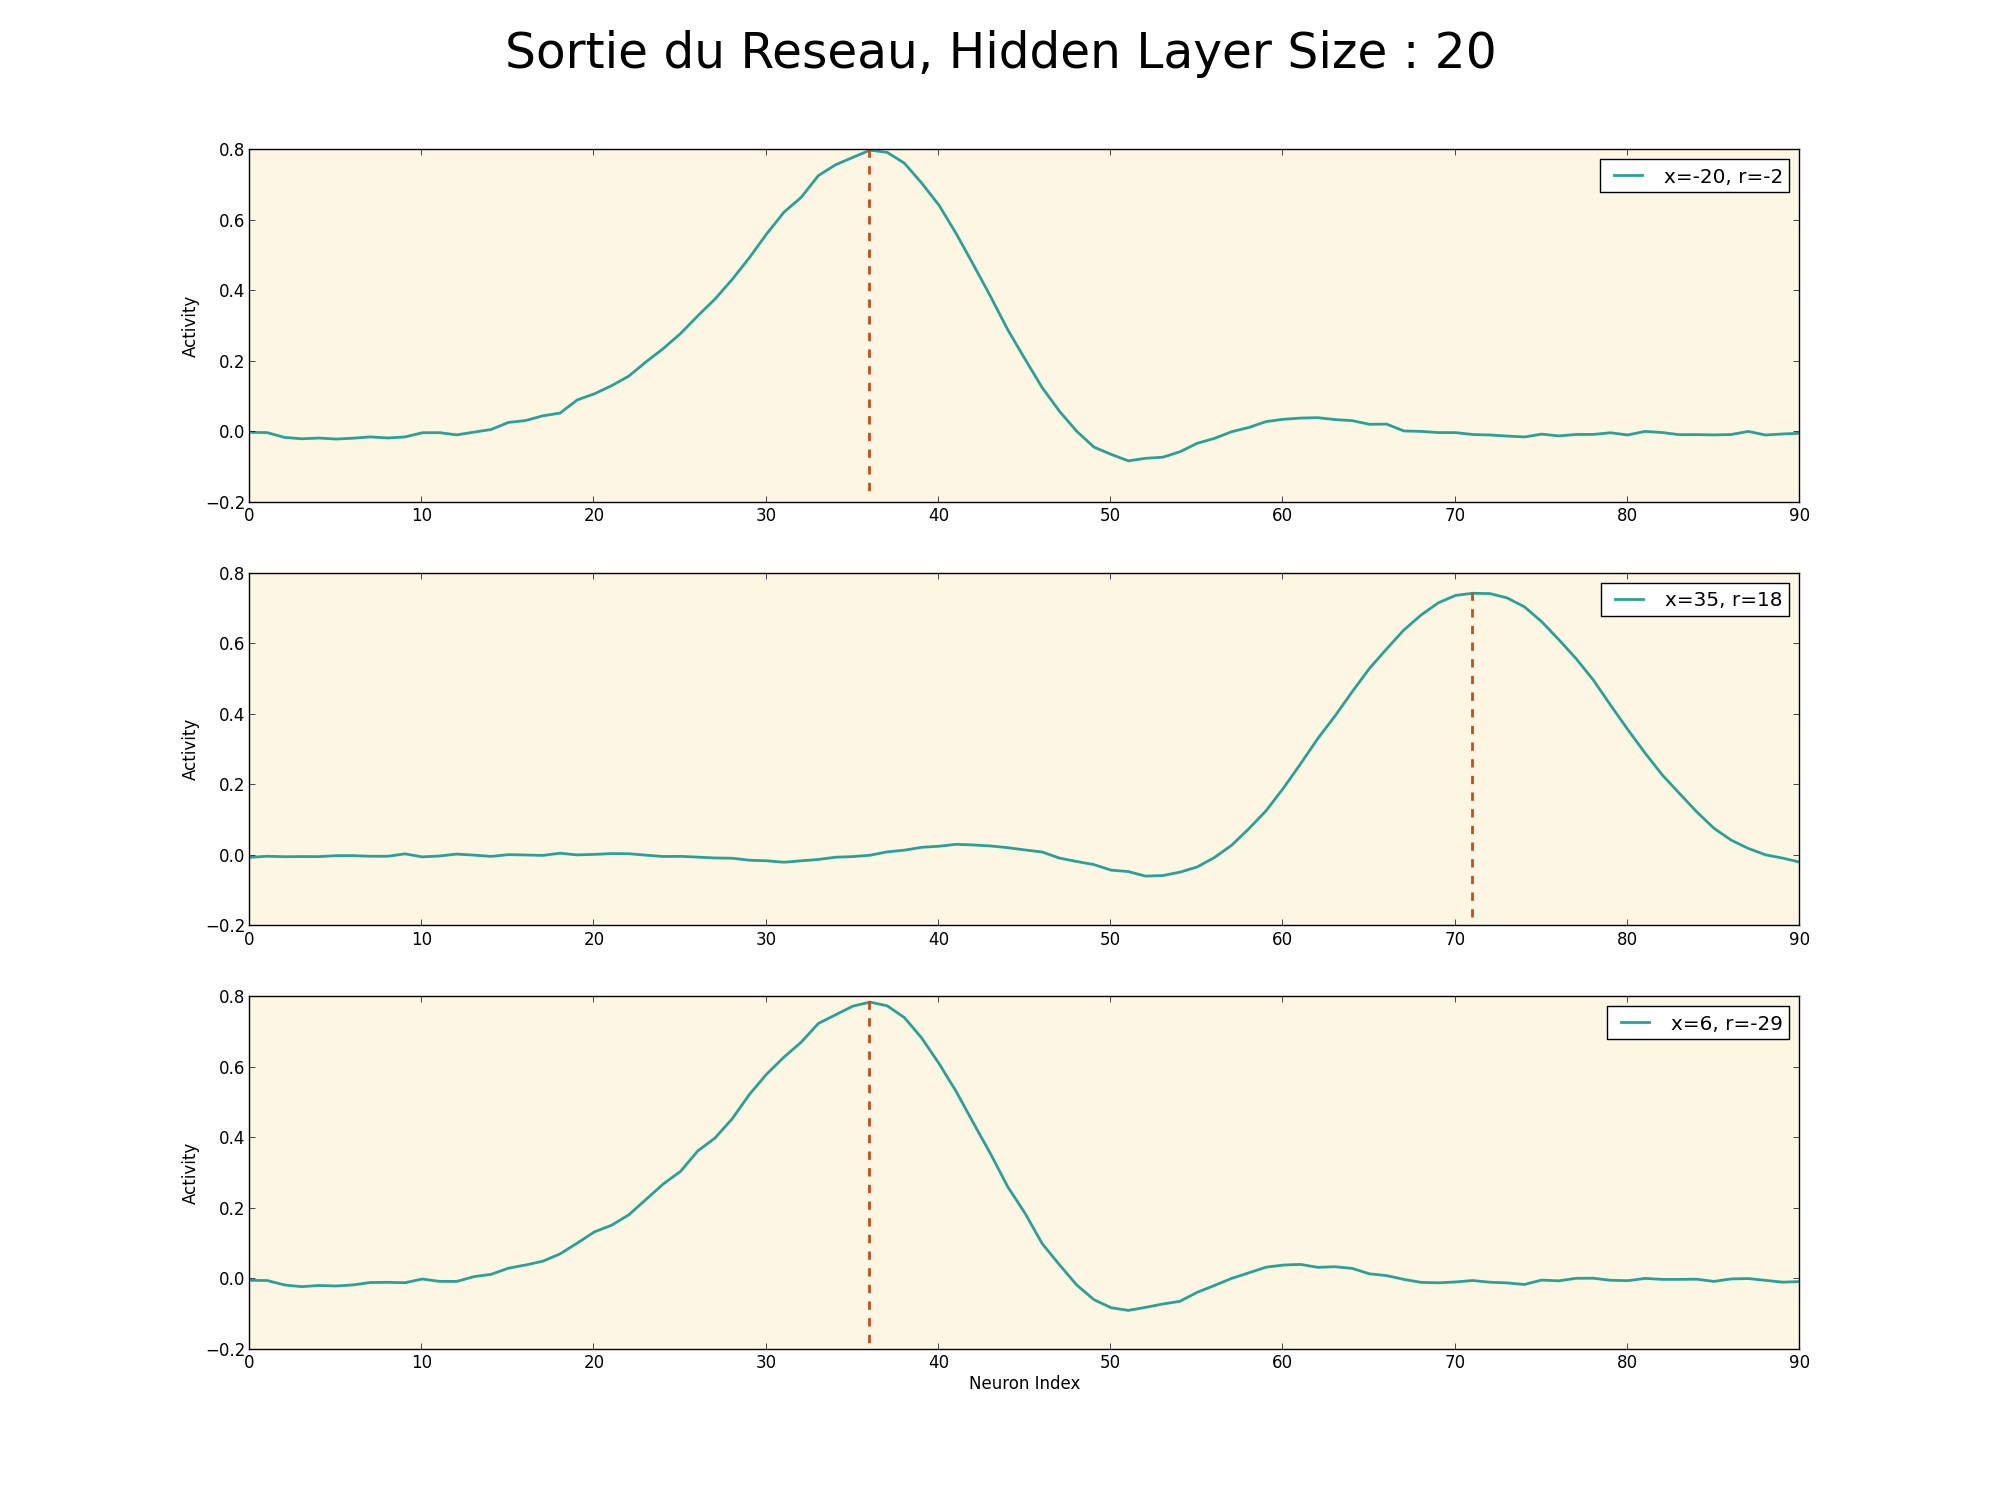 Sortie du Reseau, Hidden Layer Size : 20
0.8
0.6
0.4
0.2
0.0
−0.2
Activity
x=-20, r=-2
0 10 20 30 40 50 60 70 80 90
0.8
0.6
0.4
0.2
0.0
−0.2
Activity
x=35, r=18
0 10 20 30 40 50 60 70 80 90
0.8
0.6
0.4
0.2
0.0
−0.2
Activity
x=6, r=-29
0 10 20 30 40 50 60 70 80 90
Neuron Index